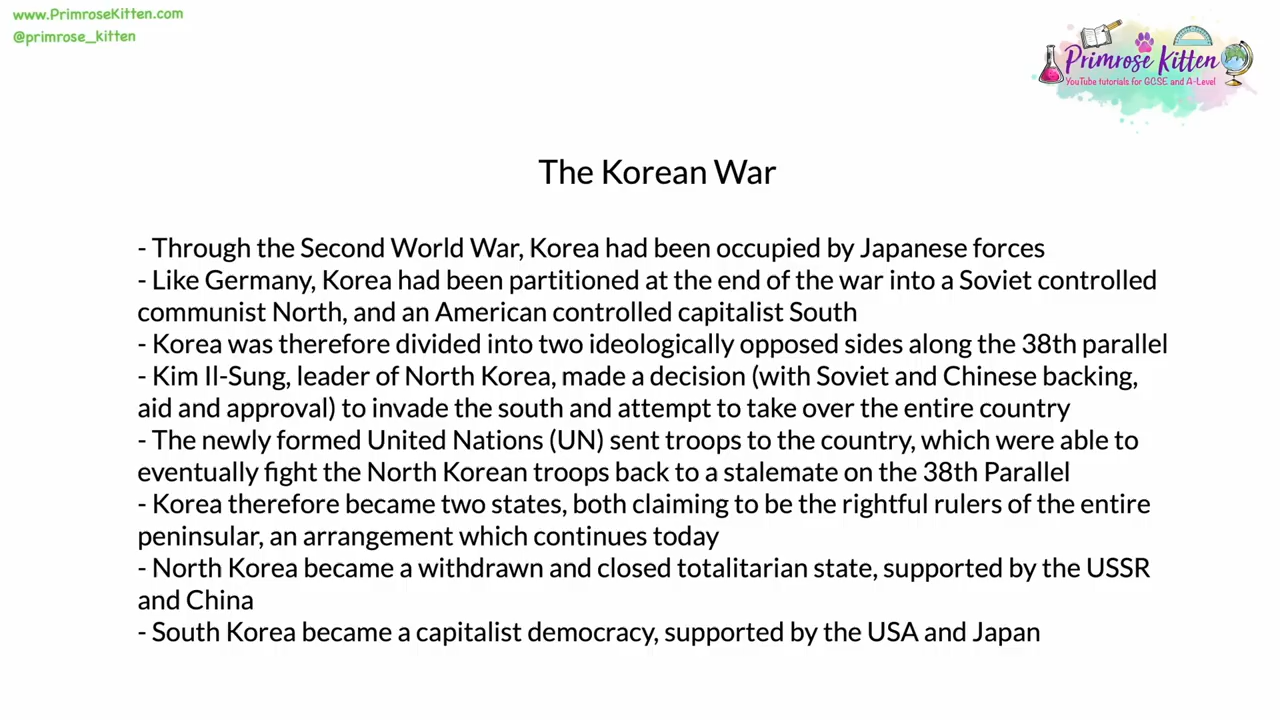 www.PrimroseKitten.com
@primrose_kitten
Primrose Kitten
YouTube tutorials for GCSE and A-Level
The Korean War
- Through the Second World War, Korea had been occupied by Japanese forces
- Like Germany, Korea had been partitioned at the end of the war into a Soviet controlled
communist North, and an American controlled capitalist South
- Korea was therefore divided into two ideologically opposed sides along the 38th parallel
- Kim Il-Sung, leader of North Korea, made a decision (with Soviet and Chinese backing,
aid and approval) to invade the south and attempt to take over the entire country
- The newly formed United Nations (UN) sent troops to the country, which were able to
eventually fight the North Korean troops back to a stalemate on the 38th Parallel
- Korea therefore became two states, both claiming to be the rightful rulers of the entire
peninsular, an arrangement which continues today
- North Korea became a withdrawn and closed totalitarian state, supported by the USSR
and China
- South Korea became a capitalist democracy, supported by the USA and Japan